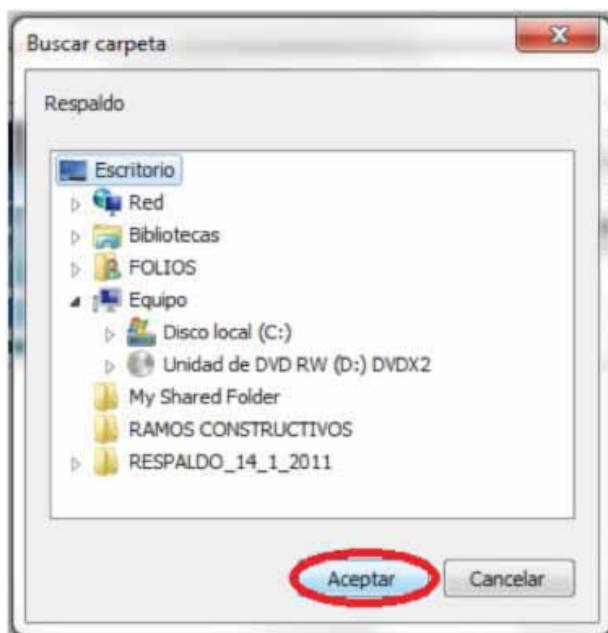 Buscar carpeta
Respaldo
Escritorio
Red
Bibliotecas
FOLIOS
Equipo
Disco local (C:)
Unidad de DVD RW (D:) DVDX2
My Shared Folder
RAMOS CONSTRUCTIVOS
RESPALDO_14_1_2011
Aceptar Cancelar